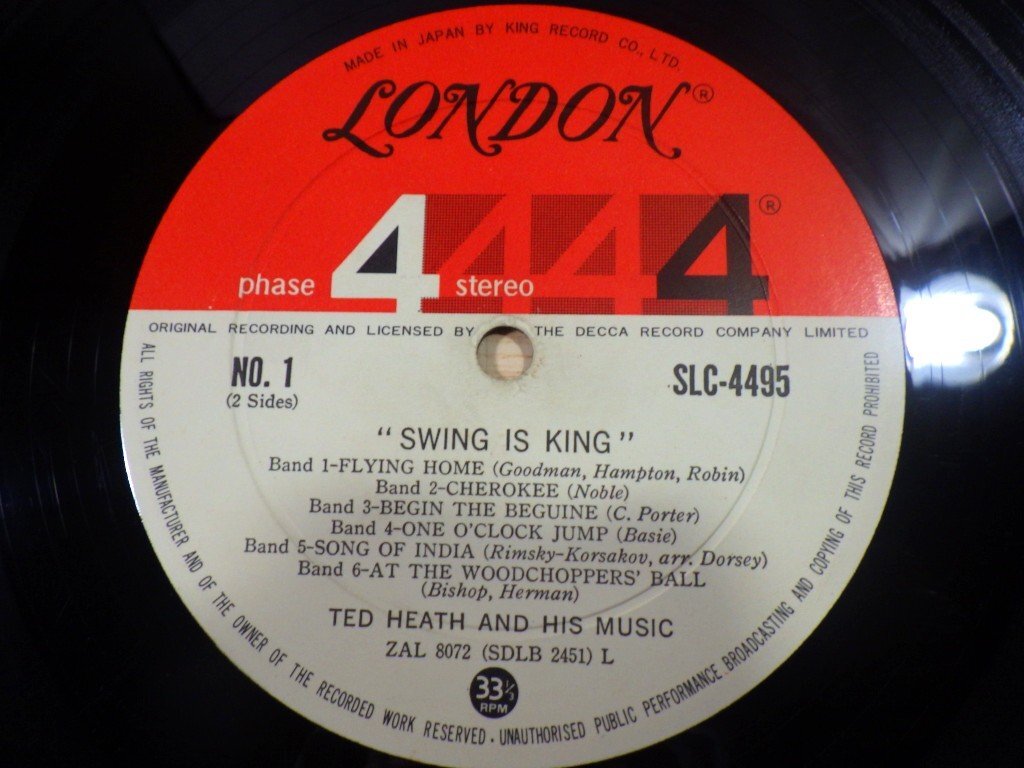 MADE IN JAPAN BY KING RECORD CO., LTD.
LONDON®
4 4 4 4 ®
phase stereo
ORIGINAL RECORDING AND LICENSED BY THE DECCA RECORD COMPANY LIMITED
NO. 1
(2 Sides)
SLC-4495
"SWING IS KING"
Band 1-FLYING HOME (Goodman, Hampton, Robin)
Band 2-CHEROKEE (Noble)
Band 3-BEGIN THE BEGUINE (C. Porter)
Band 4-ONE O'CLOCK JUMP (Basie)
Band 5-SONG OF INDIA (Rimsky-Korsakov, arr. Dorsey)
Band 6-AT THE WOODCHOPPERS' BALL
(Bishop, Herman)
TED HEATH AND HIS MUSIC
ZAL 8072 (SDLB 2451) L
33⅓
RPM
ALL RIGHTS OF THE MANUFACTURER AND OF THE OWNER OF THE RECORDED WORK RESERVED. UNAUTHORISED PUBLIC PERFORMANCE, BROADCASTING AND COPYING OF THIS RECORD PROHIBITED